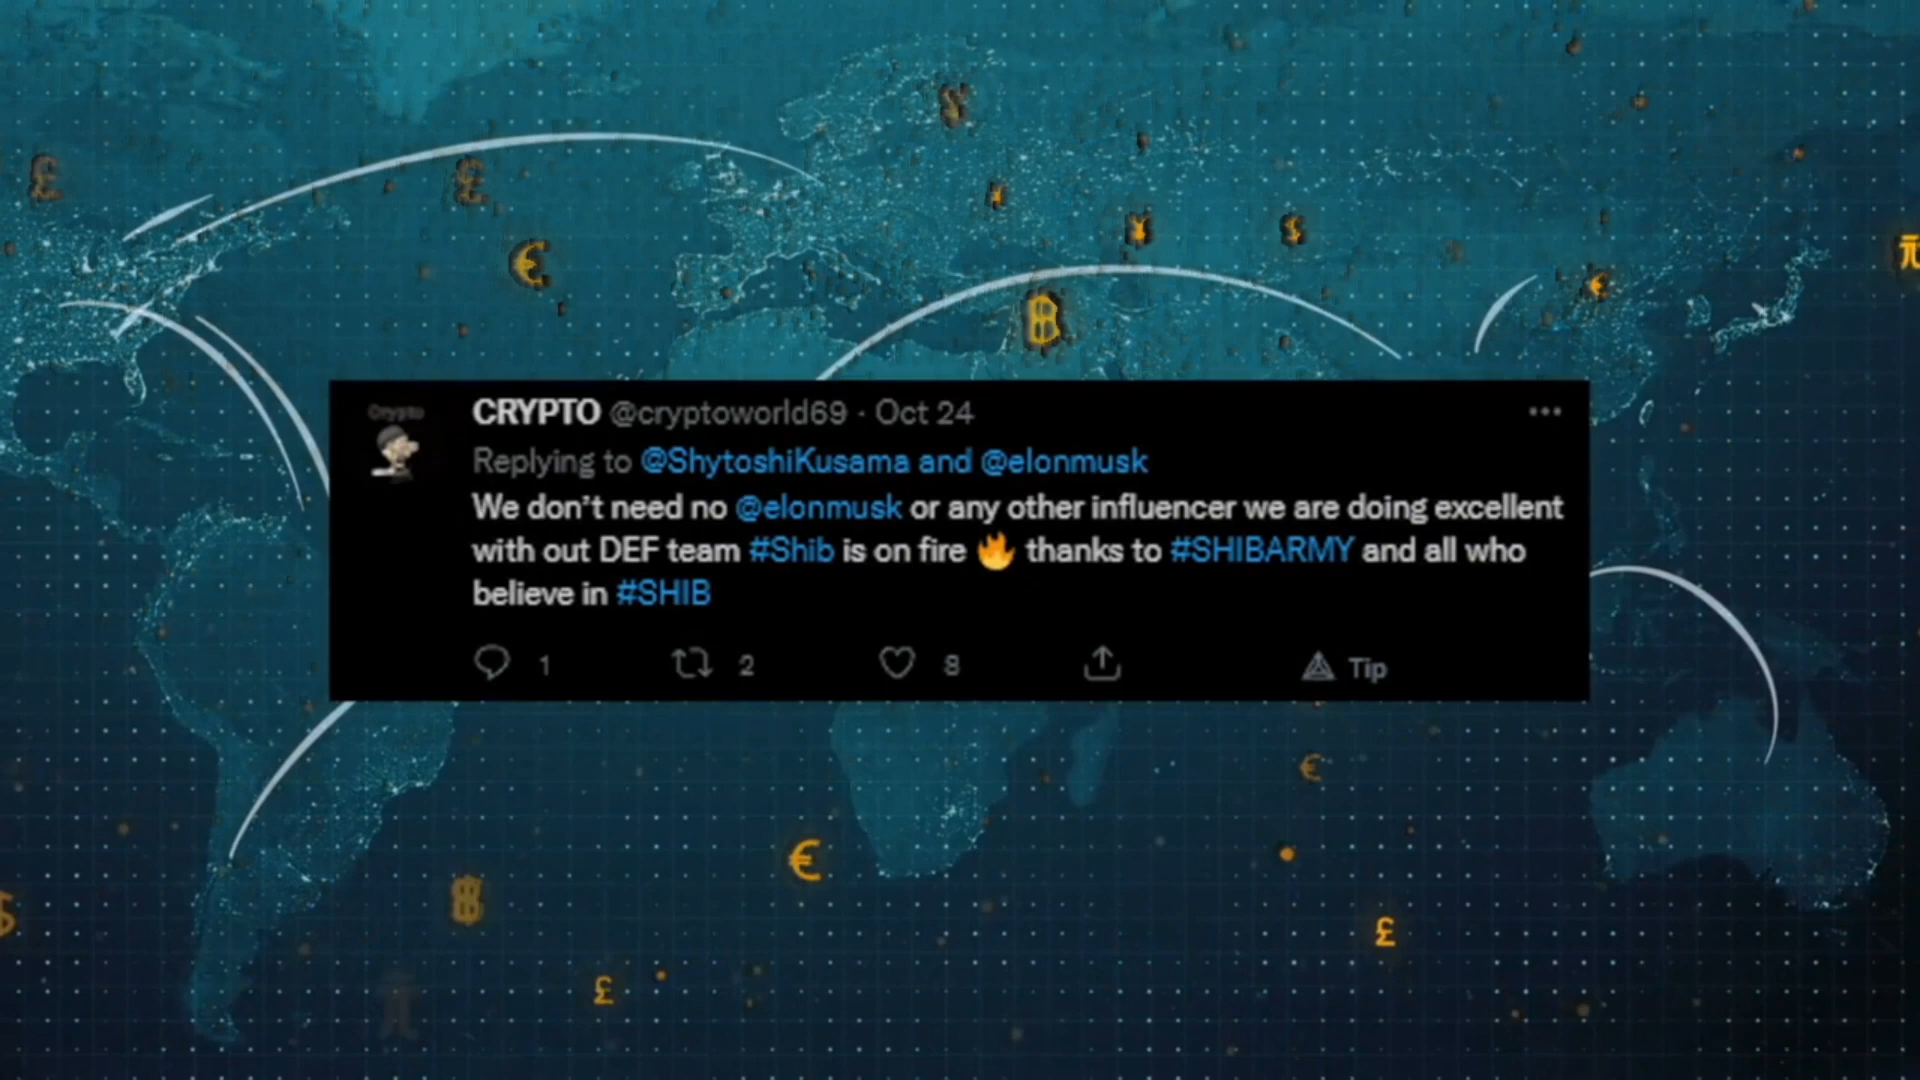 Crypto
CRYPTO @cryptoworld69 · Oct 24
Replying to @ShytoshiKusama and @elonmusk
We don't need no @elonmusk or any other influencer we are doing excellent
with out DEF team #Shib is on fire 🔥 thanks to #SHIBARMY and all who
believe in #SHIB
1 2 8 Tip